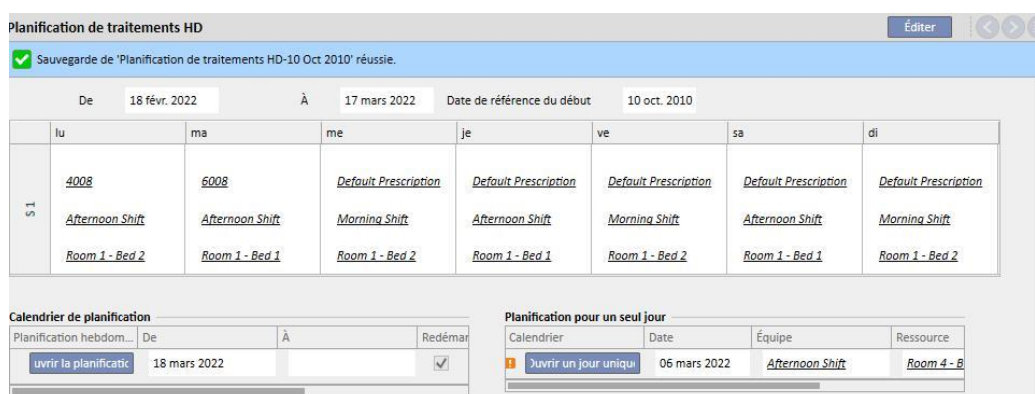 Planification de traitements HD Éditer
Sauvegarde de 'Planification de traitements HD-10 Oct 2010' réussie.
De 18 févr. 2022 À 17 mars 2022 Date de référence du début 10 oct. 2010
lu ma me je ve sa di
4008 6008 Default Prescription Default Prescription Default Prescription Default Prescription Default Prescription
S 1
Afternoon Shift Afternoon Shift Morning Shift Afternoon Shift Morning Shift Afternoon Shift Morning Shift
Room 1 - Bed 2 Room 1 - Bed 1 Room 1 - Bed 2 Room 1 - Bed 1 Room 1 - Bed 2 Room 1 - Bed 1 Room 1 - Bed 2
Calendrier de planification Planification pour un seul jour
Planification hebdom... De À Redémar Calendrier Date Équipe Ressource
uvrir la planificatic 18 mars 2022 Ouvrir un jour unique 06 mars 2022 Afternoon Shift Room 4 - B